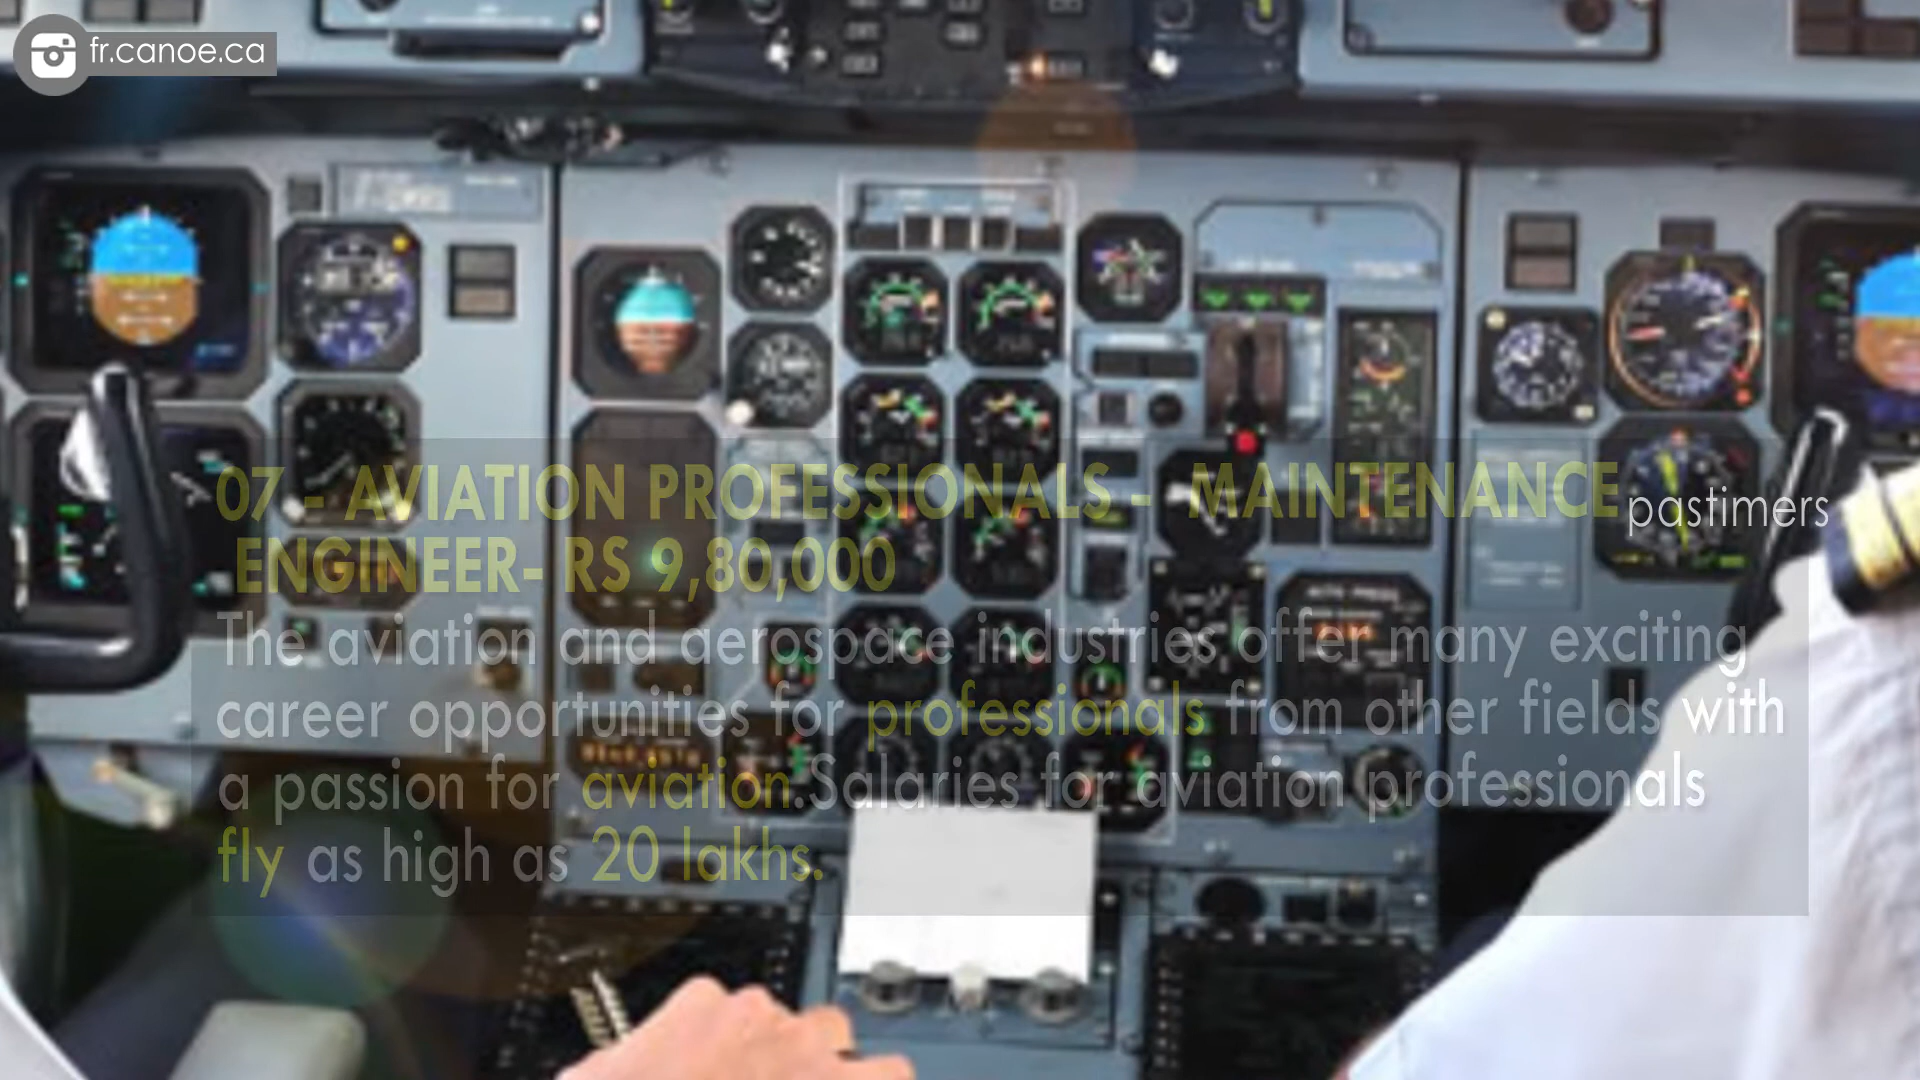 fr.canoe.ca
07 - AVIATION PROFESSIONALS - MAINTENANCE
ENGINEER- RS 9,80,000
pastimers
The aviation and aerospace industries offer many exciting
career opportunities for professionals from other fields with
a passion for aviation.Salaries for aviation professionals
fly as high as 20 lakhs.